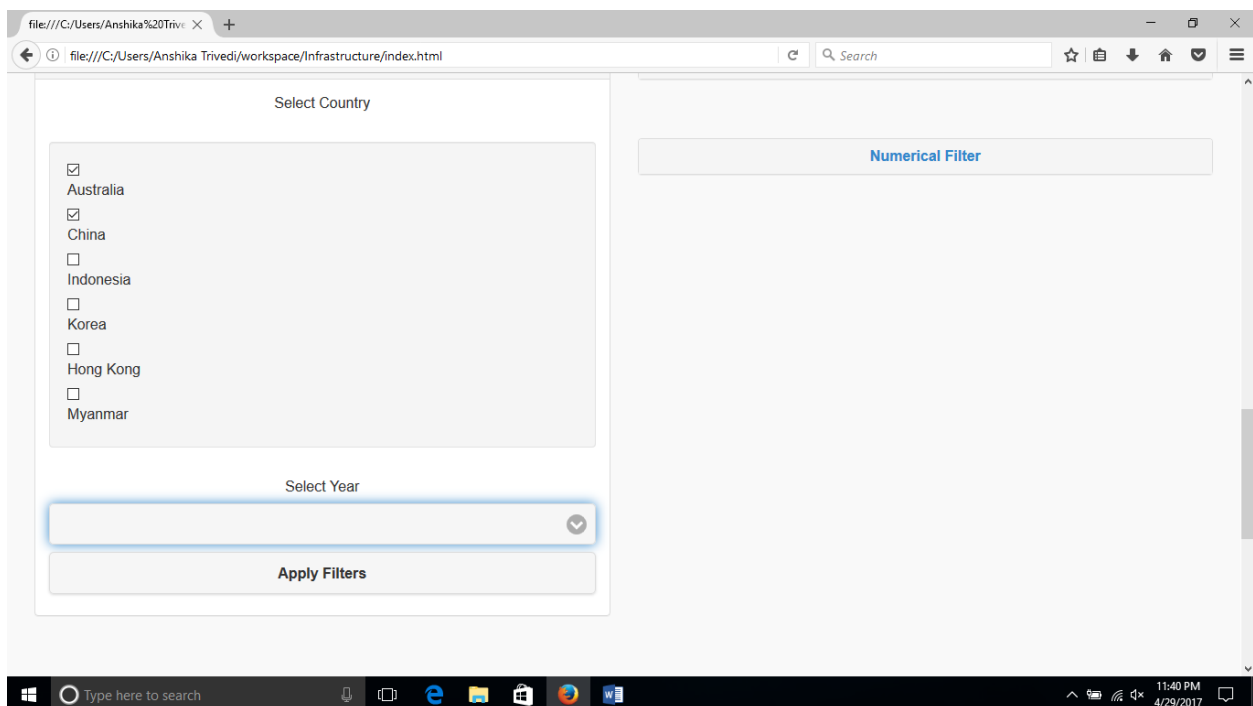 file:///C:/Users/Anshika%20Trive
file:///C:/Users/Anshika Trivedi/workspace/Infrastructure/index.html
Search
Select Country
Australia
China
Indonesia
Korea
Hong Kong
Myanmar
Select Year
Apply Filters
Numerical Filter
Type here to search
11:40 PM
4/29/2017